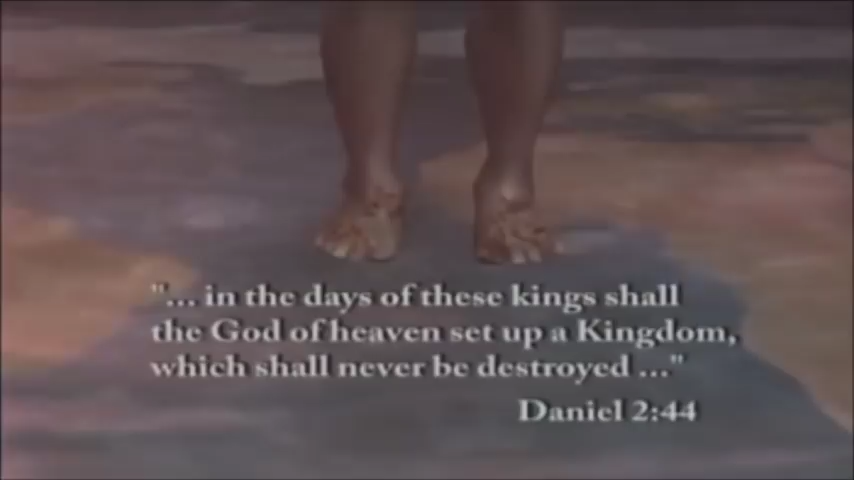 "... in the days of these kings shall
the God of heaven set up a Kingdom,
which shall never be destroyed ..."
Daniel 2:44